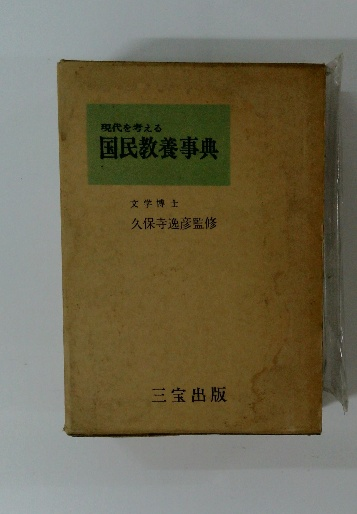 現代を考える
国民教養事典
文学博士
久保寺逸彦監修
三宝出版